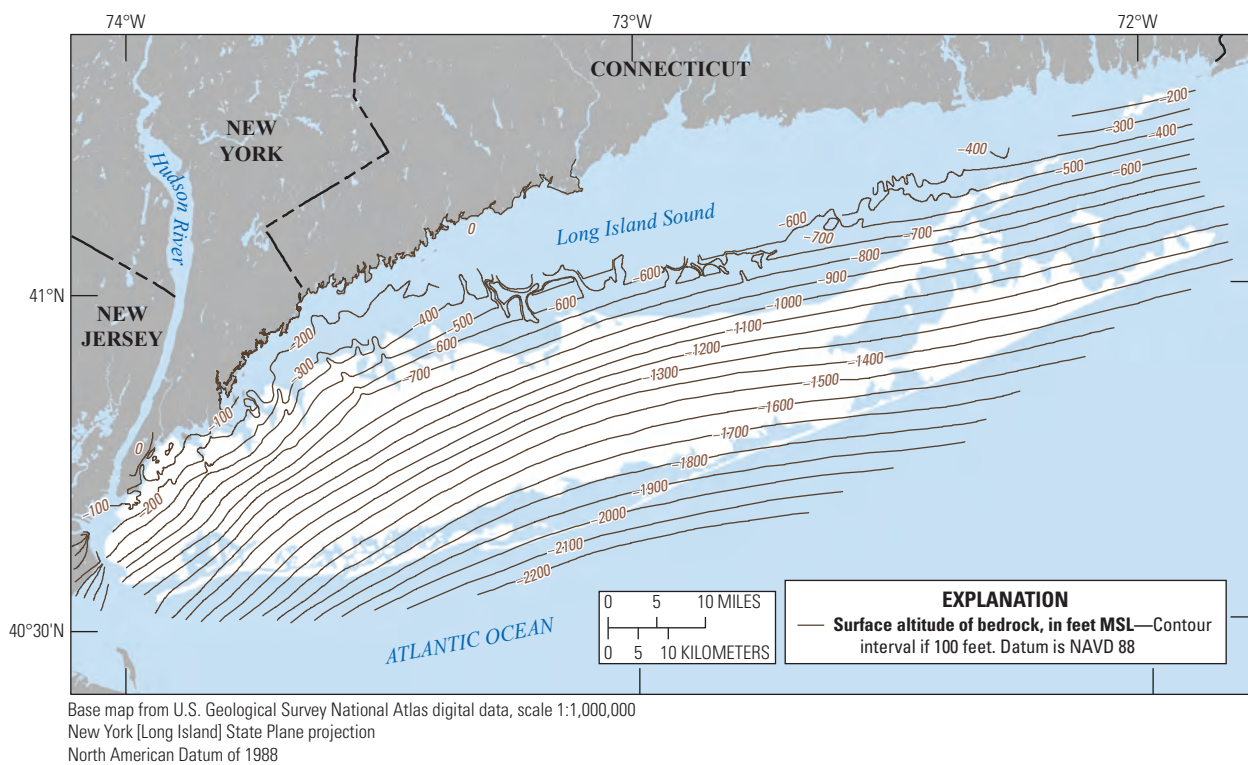 74°W
73°W
72°W
CONNECTICUT
NEW
YORK
Hudson River
Long Island Sound
41°N
NEW
JERSEY
–200
–300
–400
–400
–500
–600
0
–600
–700
–700
–800
–900
–600
–600
–1000
–1100
–1200
–1300
–1400
–1500
–1600
–1700
–1800
–1900
–2000
–2100
–2200
–400
–500
–600
–700
–200
–300
–100
0
–100
–200
ATLANTIC OCEAN
40°30'N
0 5 10 MILES
0 5 10 KILOMETERS
EXPLANATION
Surface altitude of bedrock, in feet MSL—Contour
interval if 100 feet. Datum is NAVD 88
Base map from U.S. Geological Survey National Atlas digital data, scale 1:1,000,000
New York [Long Island] State Plane projection
North American Datum of 1988